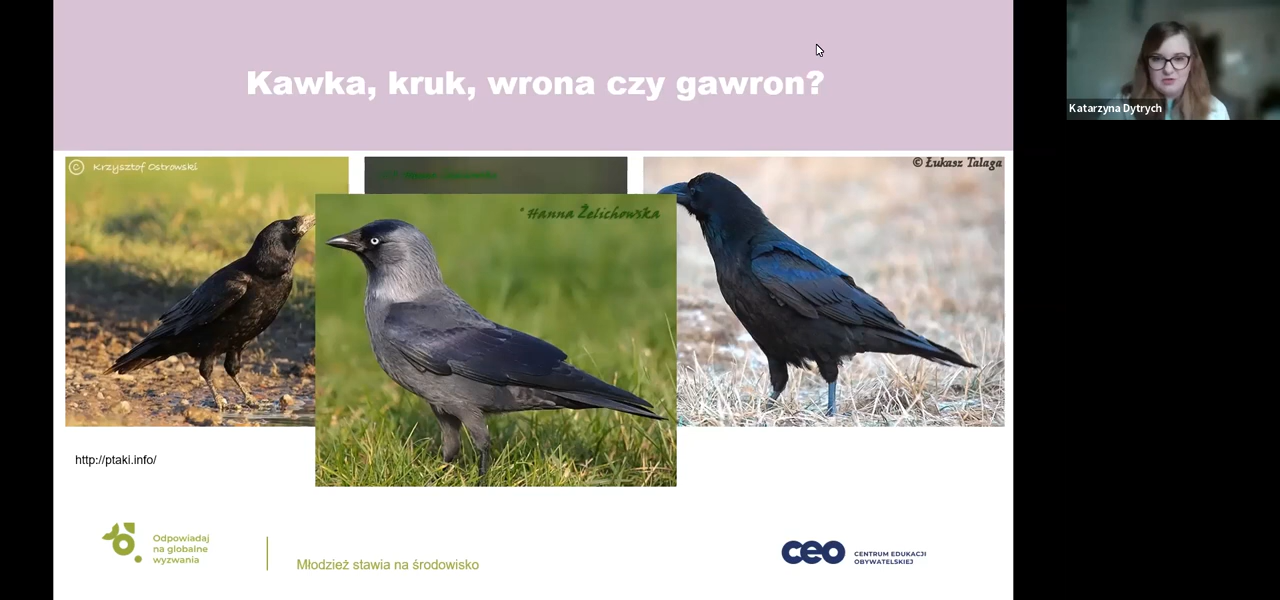 Kawka, kruk, wrona czy gawron?
Katarzyna Dytrych
© Krzysztof Ostrowski
© Łukasz Talaga
Hanna Żelichowska
http://ptaki.info/
Odpowiadaj
na globalne
wyzwania
Młodzież stawia na środowisko
ceo
CENTRUM EDUKACJI
OBYWATELSKIEJ